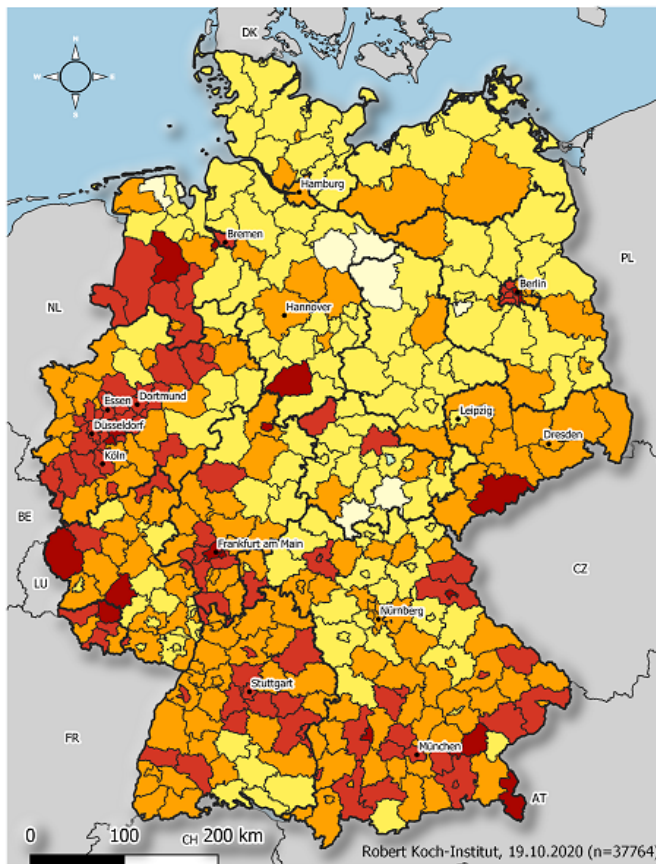 DK
N
W
E
S
Hamburg
Bremen
PL
Berlin
NL
Hannover
Essen
Dortmund
Leipzig
Düsseldorf
Dresden
Köln
BE
Frankfurt am Main
CZ
LU
Nürnberg
Stuttgart
FR
München
AT
0 100 200 km
CH
Robert Koch-Institut, 19.10.2020 (n=37764)